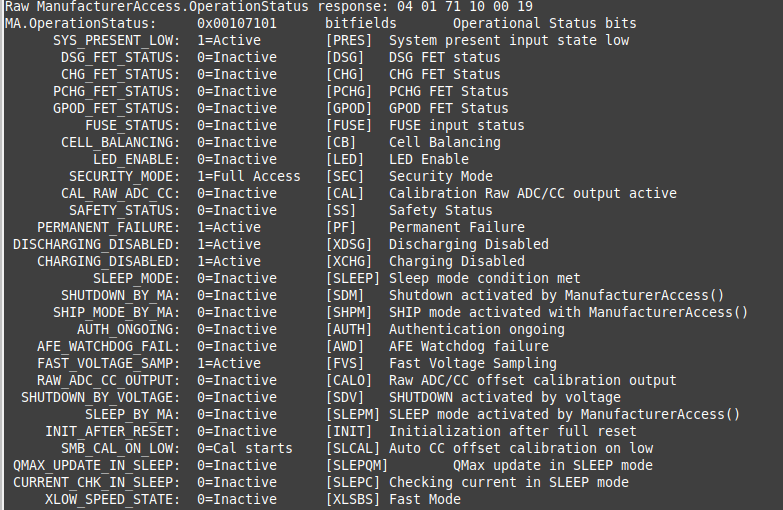 Raw ManufacturerAccess.OperationStatus response: 04 01 71 10 00 19
MA.OperationStatus: 0x00107101 bitfields Operational Status bits
SYS_PRESENT_LOW: 1=Active [PRES] System present input state low
DSG_FET_STATUS: 0=Inactive [DSG] DSG FET status
CHG_FET_STATUS: 0=Inactive [CHG] CHG FET Status
PCHG_FET_STATUS: 0=Inactive [PCHG] PCHG FET Status
GPOD_FET_STATUS: 0=Inactive [GPOD] GPOD FET Status
FUSE_STATUS: 0=Inactive [FUSE] FUSE input status
CELL_BALANCING: 0=Inactive [CB] Cell Balancing
LED_ENABLE: 0=Inactive [LED] LED Enable
SECURITY_MODE: 1=Full Access [SEC] Security Mode
CAL_RAW_ADC_CC: 0=Inactive [CAL] Calibration Raw ADC/CC output active
SAFETY_STATUS: 0=Inactive [SS] Safety Status
PERMANENT_FAILURE: 1=Active [PF] Permanent Failure
DISCHARGING_DISABLED: 1=Active [XDSG] Discharging Disabled
CHARGING_DISABLED: 1=Active [XCHG] Charging Disabled
SLEEP_MODE: 0=Inactive [SLEEP] Sleep mode condition met
SHUTDOWN_BY_MA: 0=Inactive [SDM] Shutdown activated by ManufacturerAccess()
SHIP_MODE_BY_MA: 0=Inactive [SHPM] SHIP mode activated with ManufacturerAccess()
AUTH_ONGOING: 0=Inactive [AUTH] Authentication ongoing
AFE_WATCHDOG_FAIL: 0=Inactive [AWD] AFE Watchdog failure
FAST_VOLTAGE_SAMP: 1=Active [FVS] Fast Voltage Sampling
RAW_ADC_CC_OUTPUT: 0=Inactive [CALO] Raw ADC/CC offset calibration output
SHUTDOWN_BY_VOLTAGE: 0=Inactive [SDV] SHUTDOWN activated by voltage
SLEEP_BY_MA: 0=Inactive [SLEPM] SLEEP mode activated by ManufacturerAccess()
INIT_AFTER_RESET: 0=Inactive [INIT] Initialization after full reset
SMB_CAL_ON_LOW: 0=Cal starts [SLCAL] Auto CC offset calibration on low
QMAX_UPDATE_IN_SLEEP: 0=Inactive [SLEPQM] QMax update in SLEEP mode
CURRENT_CHK_IN_SLEEP: 0=Inactive [SLEPC] Checking current in SLEEP mode
XLOW_SPEED_STATE: 0=Inactive [XLSBS] Fast Mode